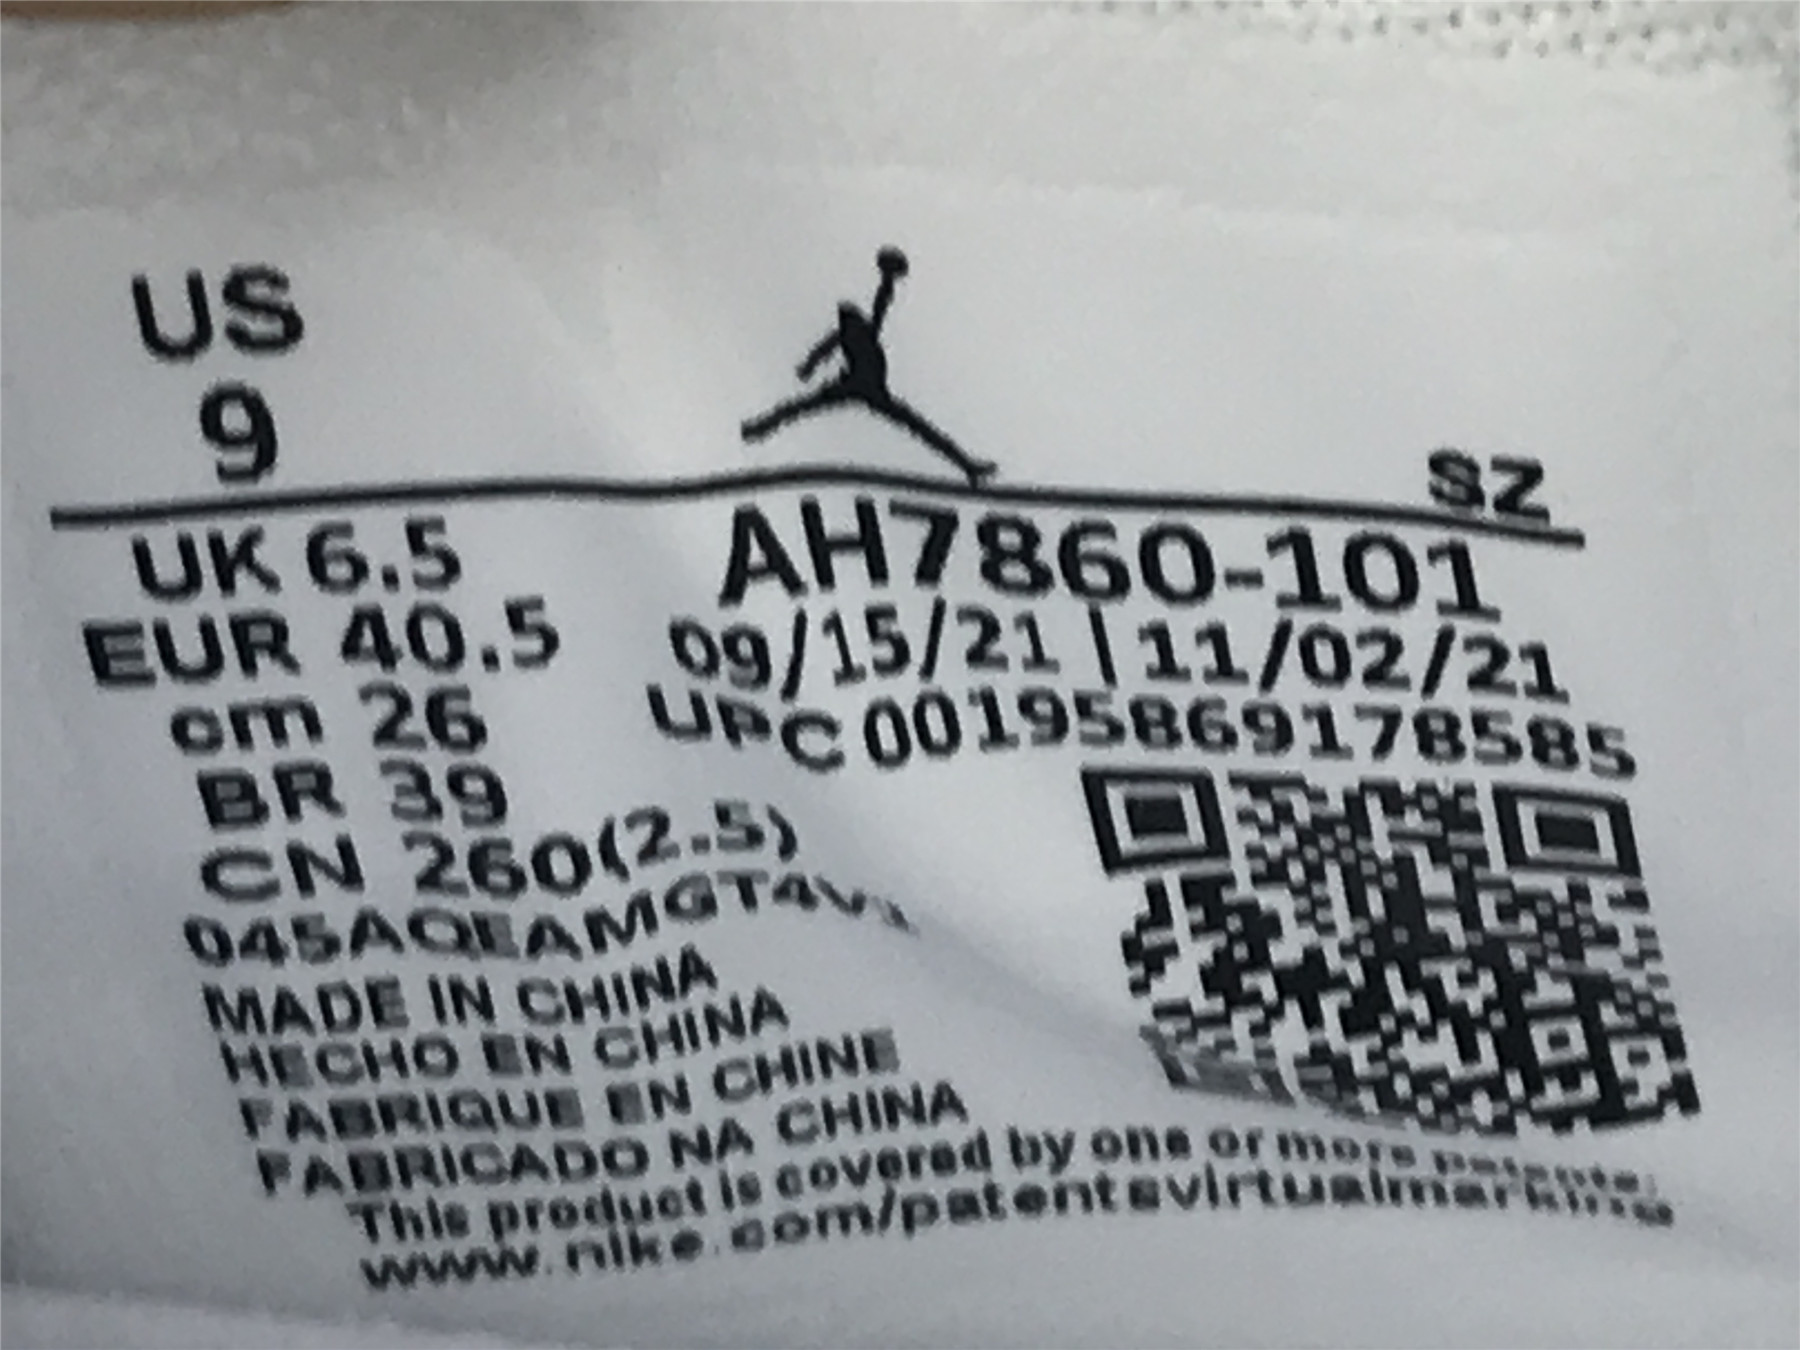 US
9
SZ
UK 6.5
AH7860-101
EUR 40.5
09/15/21 | 11/02/21
cm 26
UPC 00195869178585
BR 39
CN 260(2.5)
MADE IN CHINA
HECHO EN CHINA
FABRIQUE EN CHINE
FABRICADO NA CHINA
This product is covered by one or more patents.
www.nike.com/patentsvirtualmarking